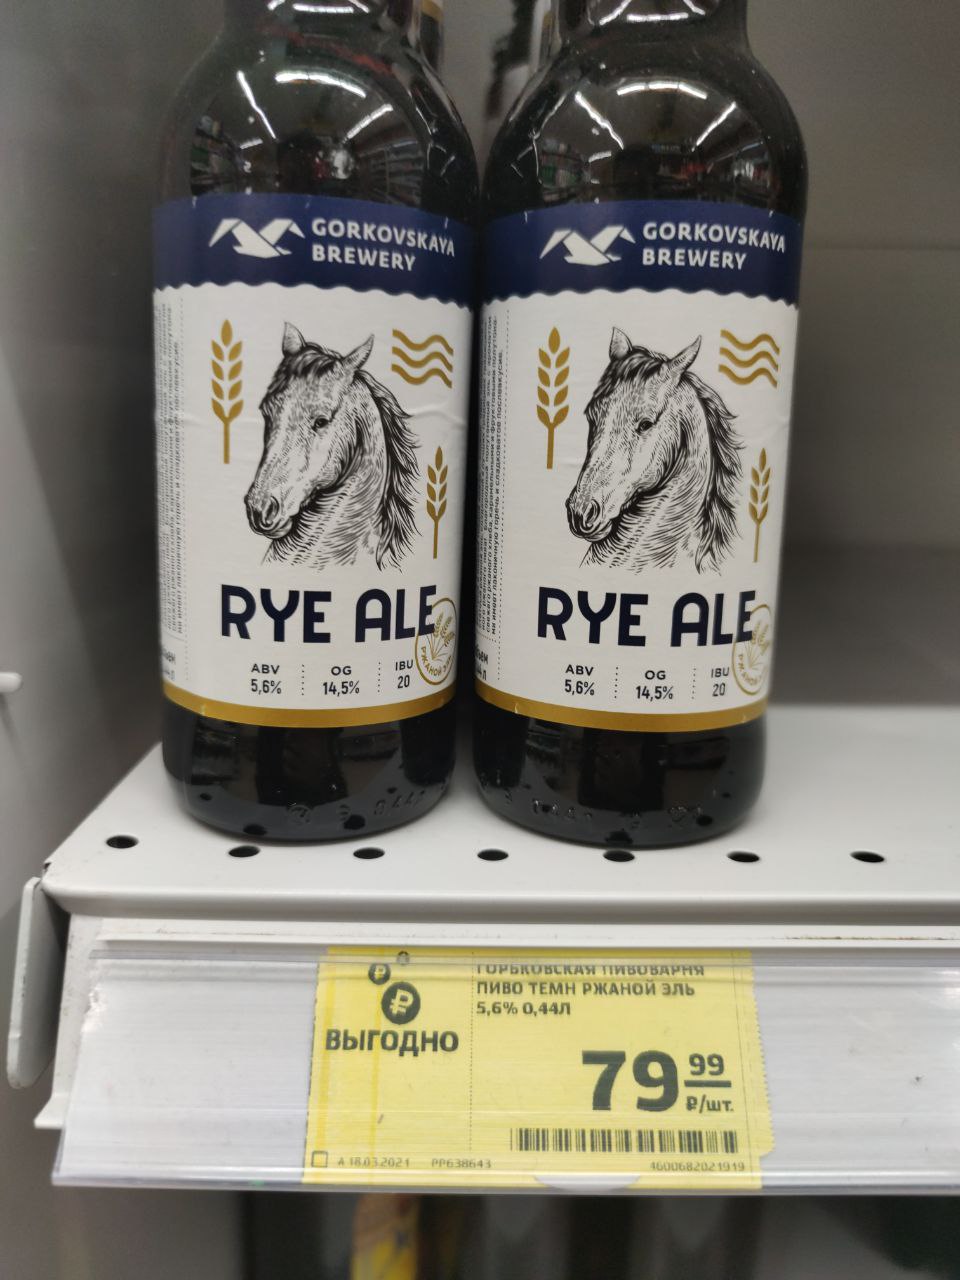 GORKOVSKAYA
BREWERY
RYE ALE
ABV
5,6%
OG
14,5%
IBU
20
GORKOVSKAYA
BREWERY
RYE ALE
ABV
5,6%
OG
14,5%
IBU
20
РЖАНОЙ
ВЫГОДНО
ГОРЬКОВСКАЯ ПИВОВАРНЯ
ПИВО ТЕМН РЖАНОЙ ЭЛЬ
5,6% 0,44Л
79 99
₽/шт.
А 18.03.2021 РР638643 4600682021919